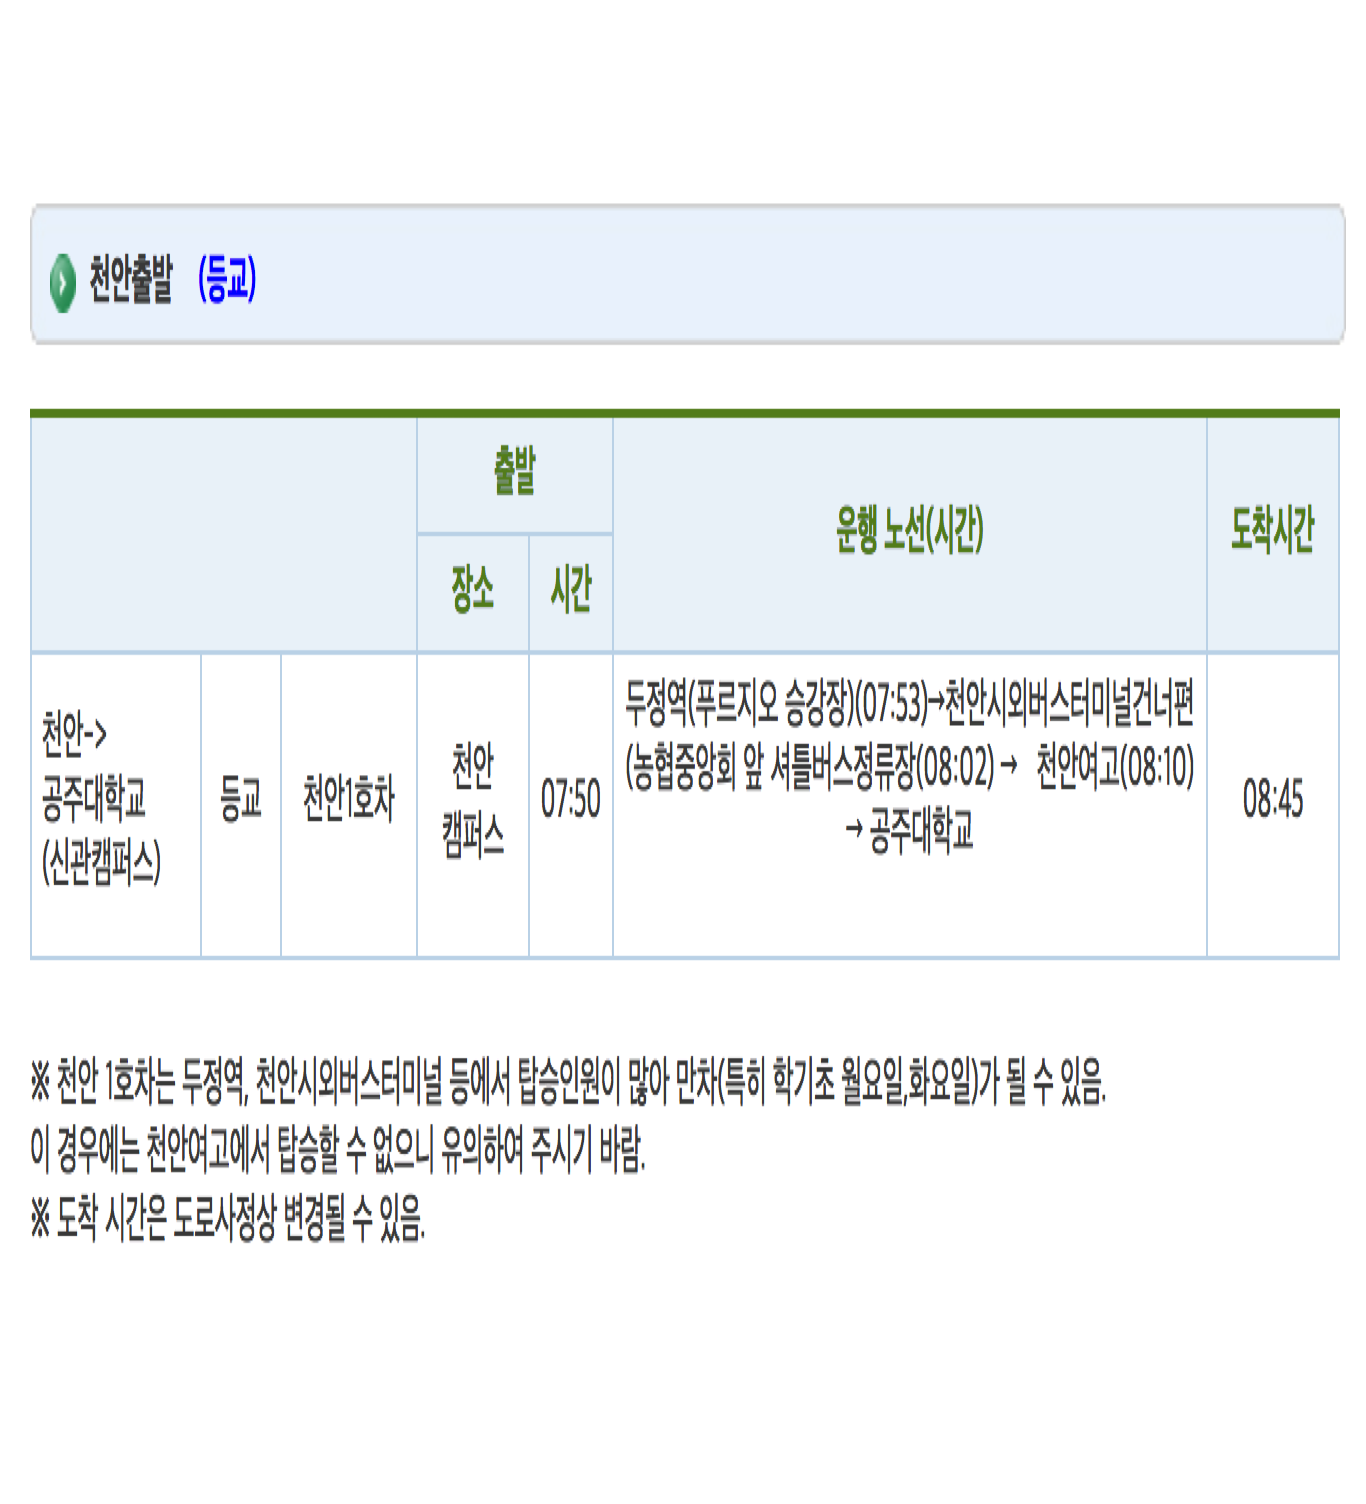 천안출발 (등교)
출발
운행 노선(시간)
도착시간
장소
시간
천안->
공주대학교
(신관캠퍼스)
등교
천안1호차
천안
캠퍼스
07:50
두정역(푸르지오 승강장)(07:53)→천안시외버스터미널건너편
(농협중앙회 앞 셔틀버스정류장(08:02) → 천안여고(08:10)
→ 공주대학교
08:45
※ 천안 1호차는 두정역, 천안시외버스터미널 등에서 탑승인원이 많아 만차(특히 학기초 월요일,화요일)가 될 수 있음.
이 경우에는 천안여고에서 탑승할 수 없으니 유의하여 주시기 바람.
※ 도착 시간은 도로사정상 변경될 수 있음.